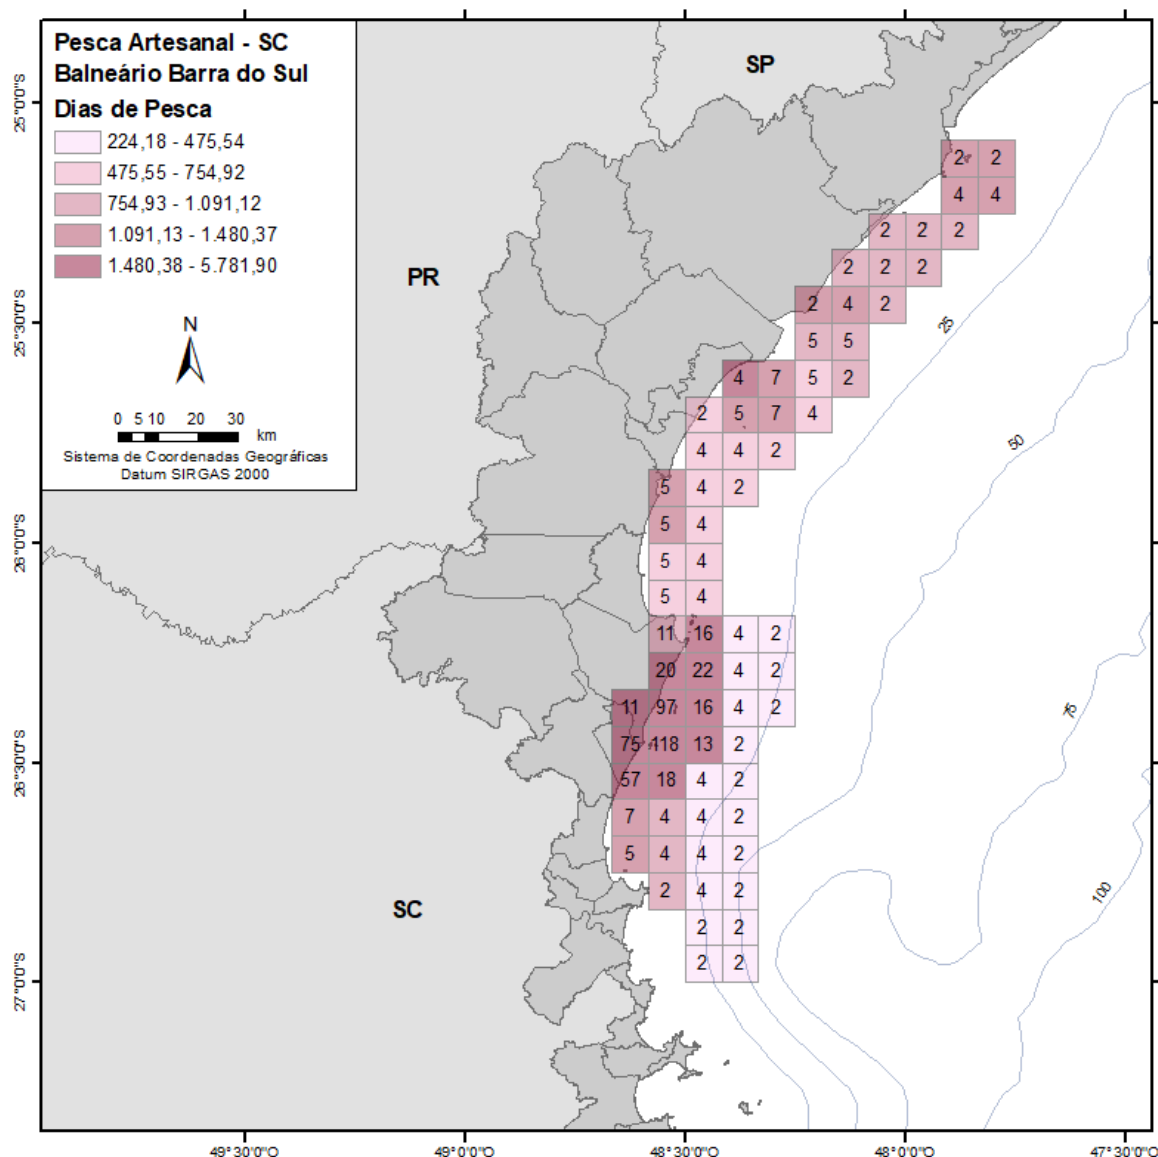 Pesca Artesanal - SC
Balneário Barra do Sul
Dias de Pesca
224,18 - 475,54
475,55 - 754,92
754,93 - 1.091,12
1.091,13 - 1.480,37
1.480,38 - 5.781,90
N
0 5 10 20 30
km
Sistema de Coordenadas Geográficas
Datum SIRGAS 2000
SP
PR
SC
25°0'0"S
25°30'0"S
26°0'0"S
26°30'0"S
27°0'0"S
2 2
4 4
2 2 2
2 2 2
2 4 2
5 5
4 7 5 2
2 5 7 4
4 4 2
5 4 2
5 4
5 4
5 4
11 16 4 2
20 22 4 2
11 97 16 4 2
75 418 13 2
57 18 4 2
7 4 4 2
5 4 4 2
2 4 2
2 2
2 2
25
50
75
100
49°30'0"O
49°0'0"O
48°30'0"O
48°0'0"O
47°30'0"O